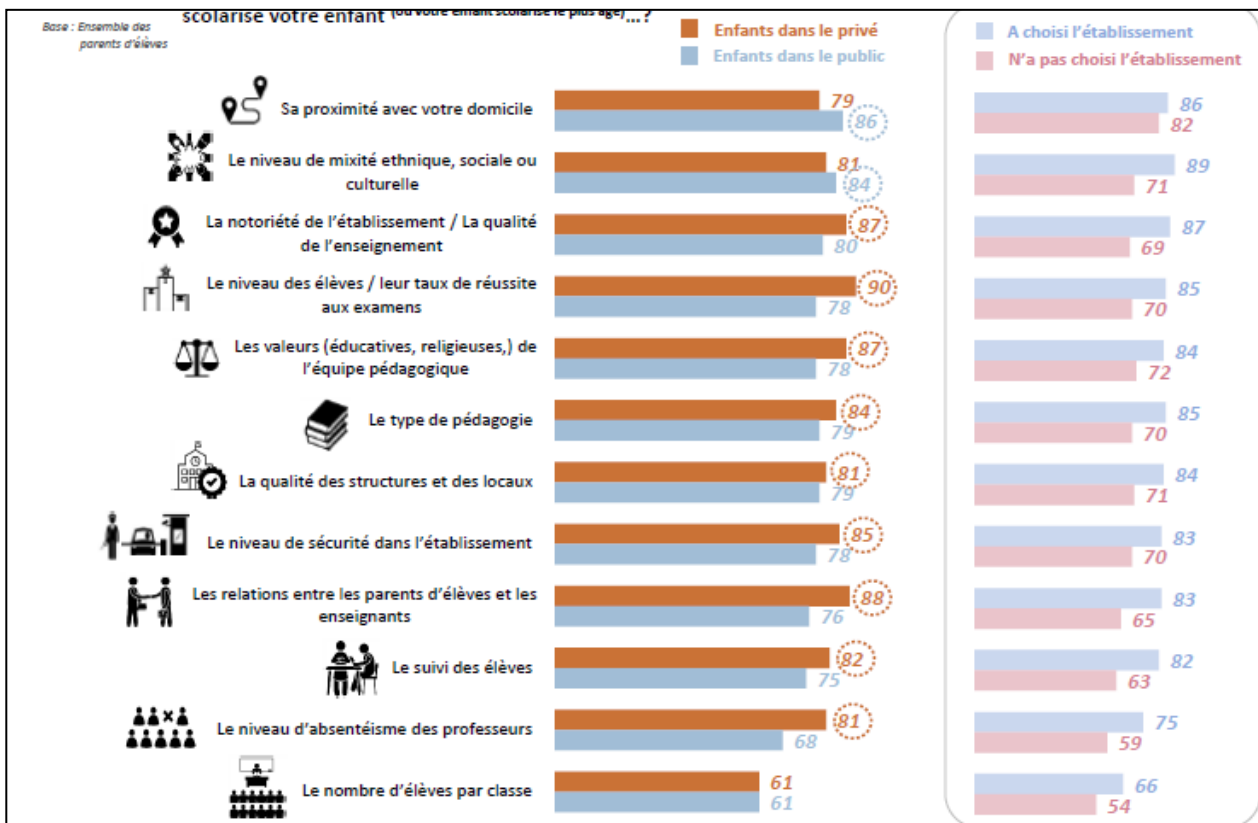 scolarise votre enfant (ou votre enfant scolarisé le plus âgé)...?
Base : Ensemble des
parents d'élèves
Enfants dans le privé
Enfants dans le public
A choisi l'établissement
N'a pas choisi l'établissement
Sa proximité avec votre domicile
79
86
86
82
Le niveau de mixité ethnique, sociale ou
culturelle
81
84
89
71
La notoriété de l'établissement / La qualité
de l'enseignement
87
80
87
69
Le niveau des élèves / leur taux de réussite
aux examens
90
78
85
70
Les valeurs (éducatives, religieuses,) de
l'équipe pédagogique
87
78
84
72
Le type de pédagogie
84
79
85
70
La qualité des structures et des locaux
81
79
84
71
Le niveau de sécurité dans l'établissement
85
78
83
70
Les relations entre les parents d'élèves et les
enseignants
88
76
83
65
Le suivi des élèves
82
75
82
63
Le niveau d'absentéisme des professeurs
81
68
75
59
Le nombre d'élèves par classe
61
61
66
54